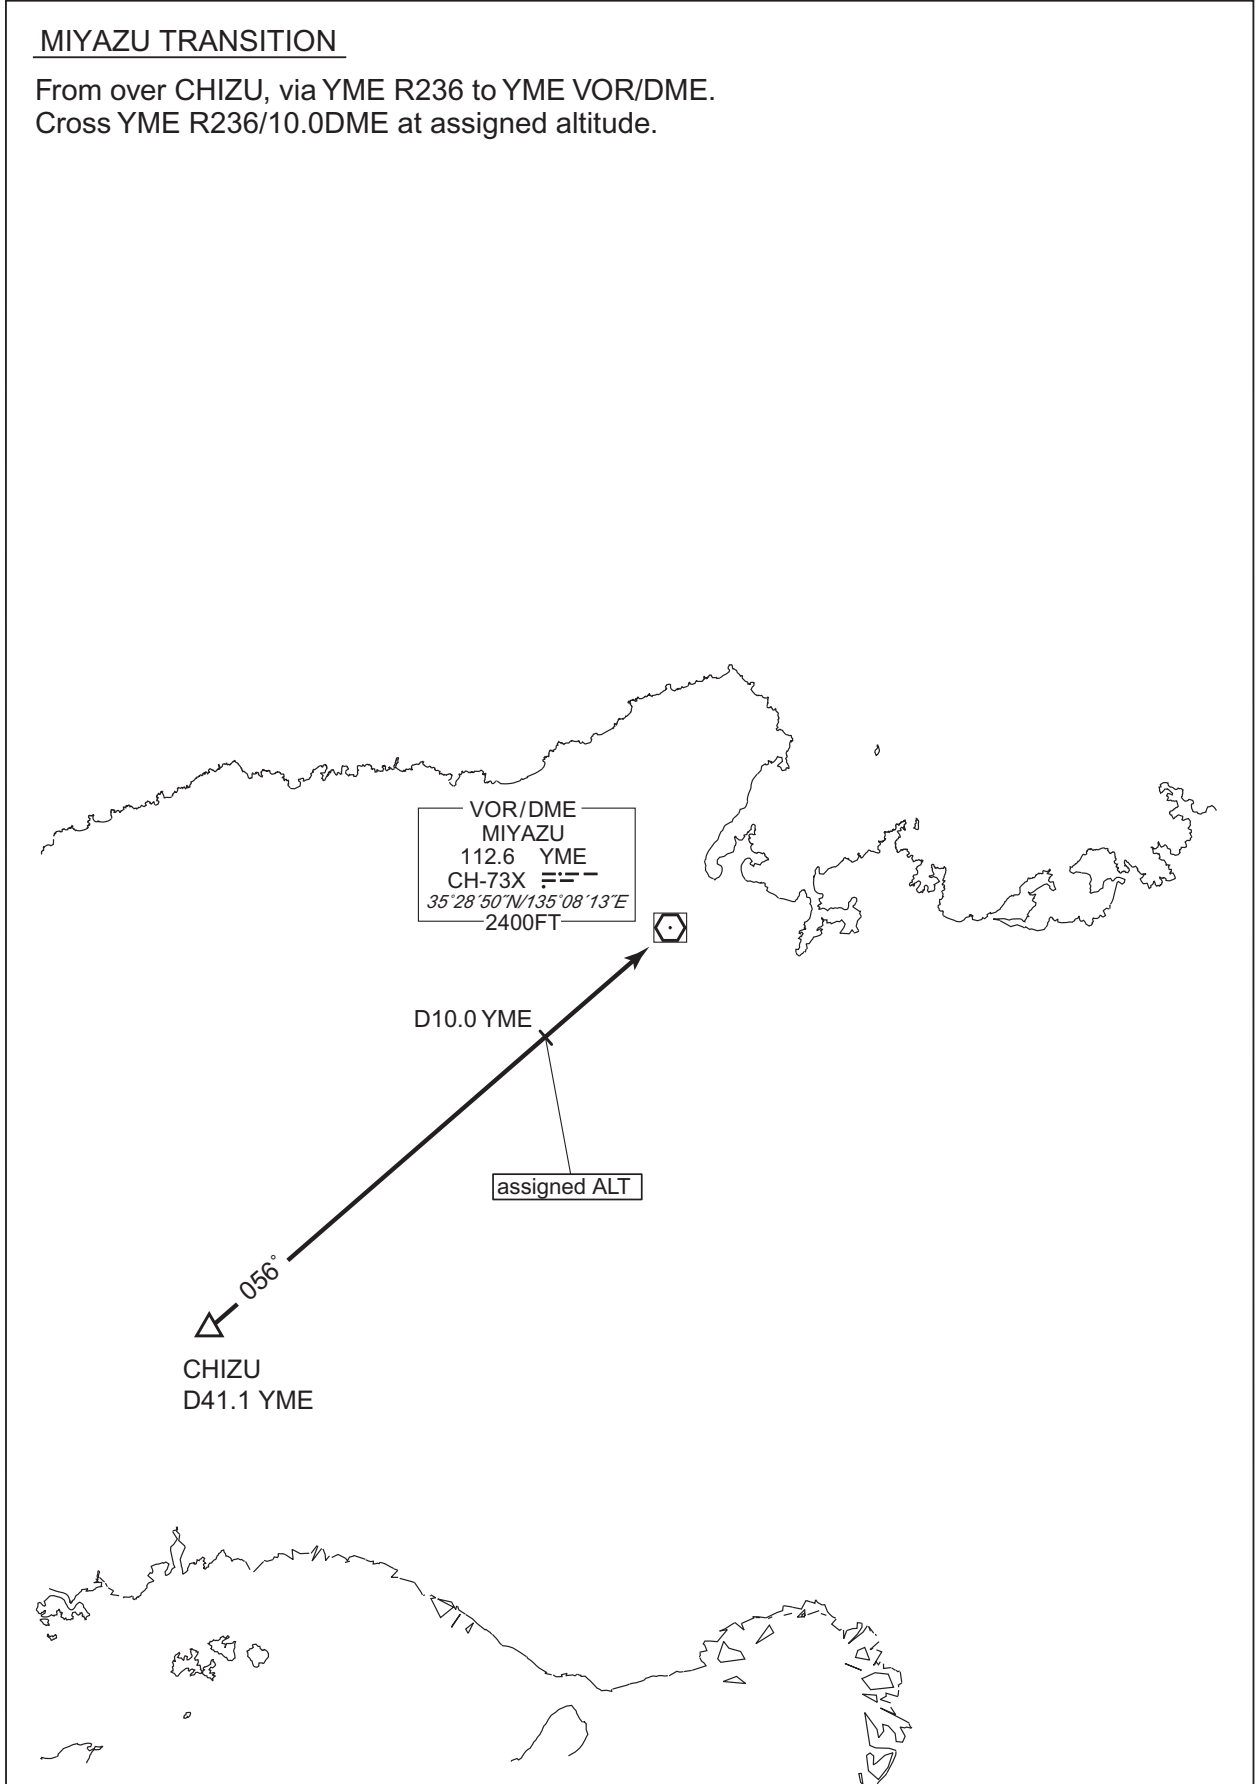 MIYAZU TRANSITION
From over CHIZU, via YME R236 to YME VOR/DME.
Cross YME R236/10.0DME at assigned altitude.
VOR/DME
MIYAZU
112.6 YME
CH-73X
35°28′50″N/135°08′13″E
2400FT
D10.0 YME
assigned ALT
056°
CHIZU
D41.1 YME